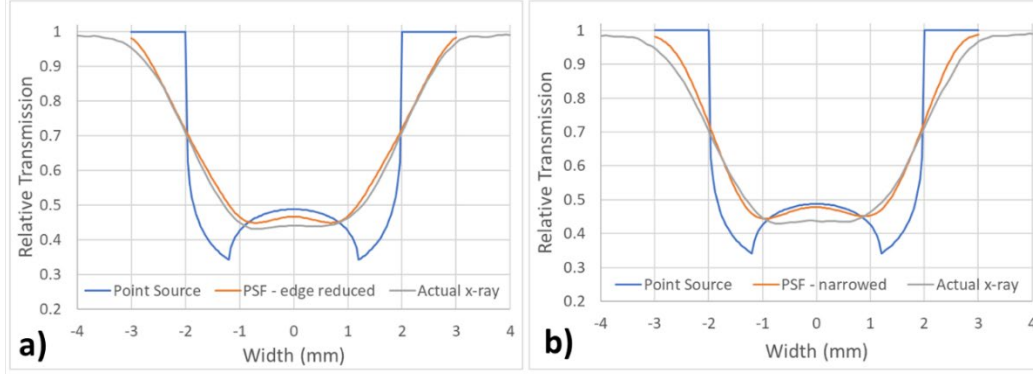 1
0.9
0.8
0.7
0.6
0.5
0.4
0.3
0.2
Relative Transmission
Point Source PSF - edge reduced Actual x-ray
-4 -3 -2 -1 0 1 2 3 4
Width (mm)
a)
1
0.9
0.8
0.7
0.6
0.5
0.4
0.3
0.2
Relative Transmission
Point Source PSF - narrowed Actual x-ray
-4 -3 -2 -1 0 1 2 3 4
Width (mm)
b)